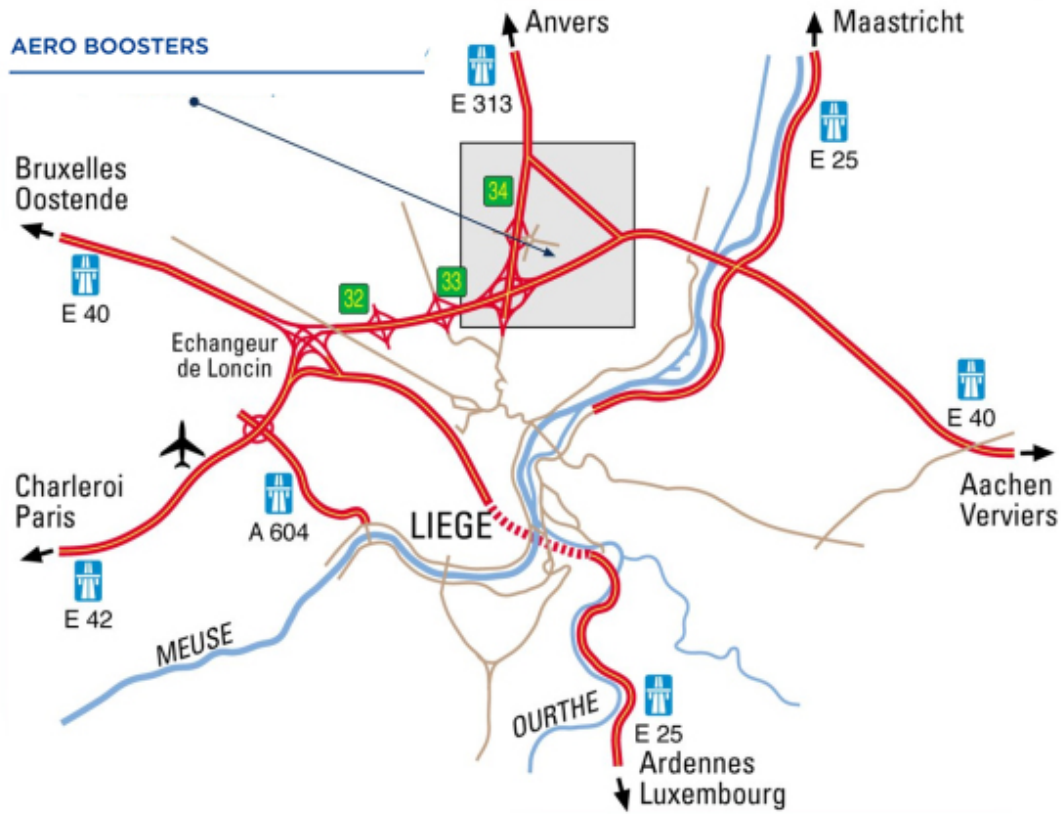 AERO BOOSTERS
Anvers
Maastricht
E 313
E 25
Bruxelles
Oostende
34
33
32
E 40
Echangeur
de Loncin
E 40
Charleroi
Paris
A 604
LIEGE
Aachen
Verviers
E 42
MEUSE
OURTHE
E 25
Ardennes
Luxembourg